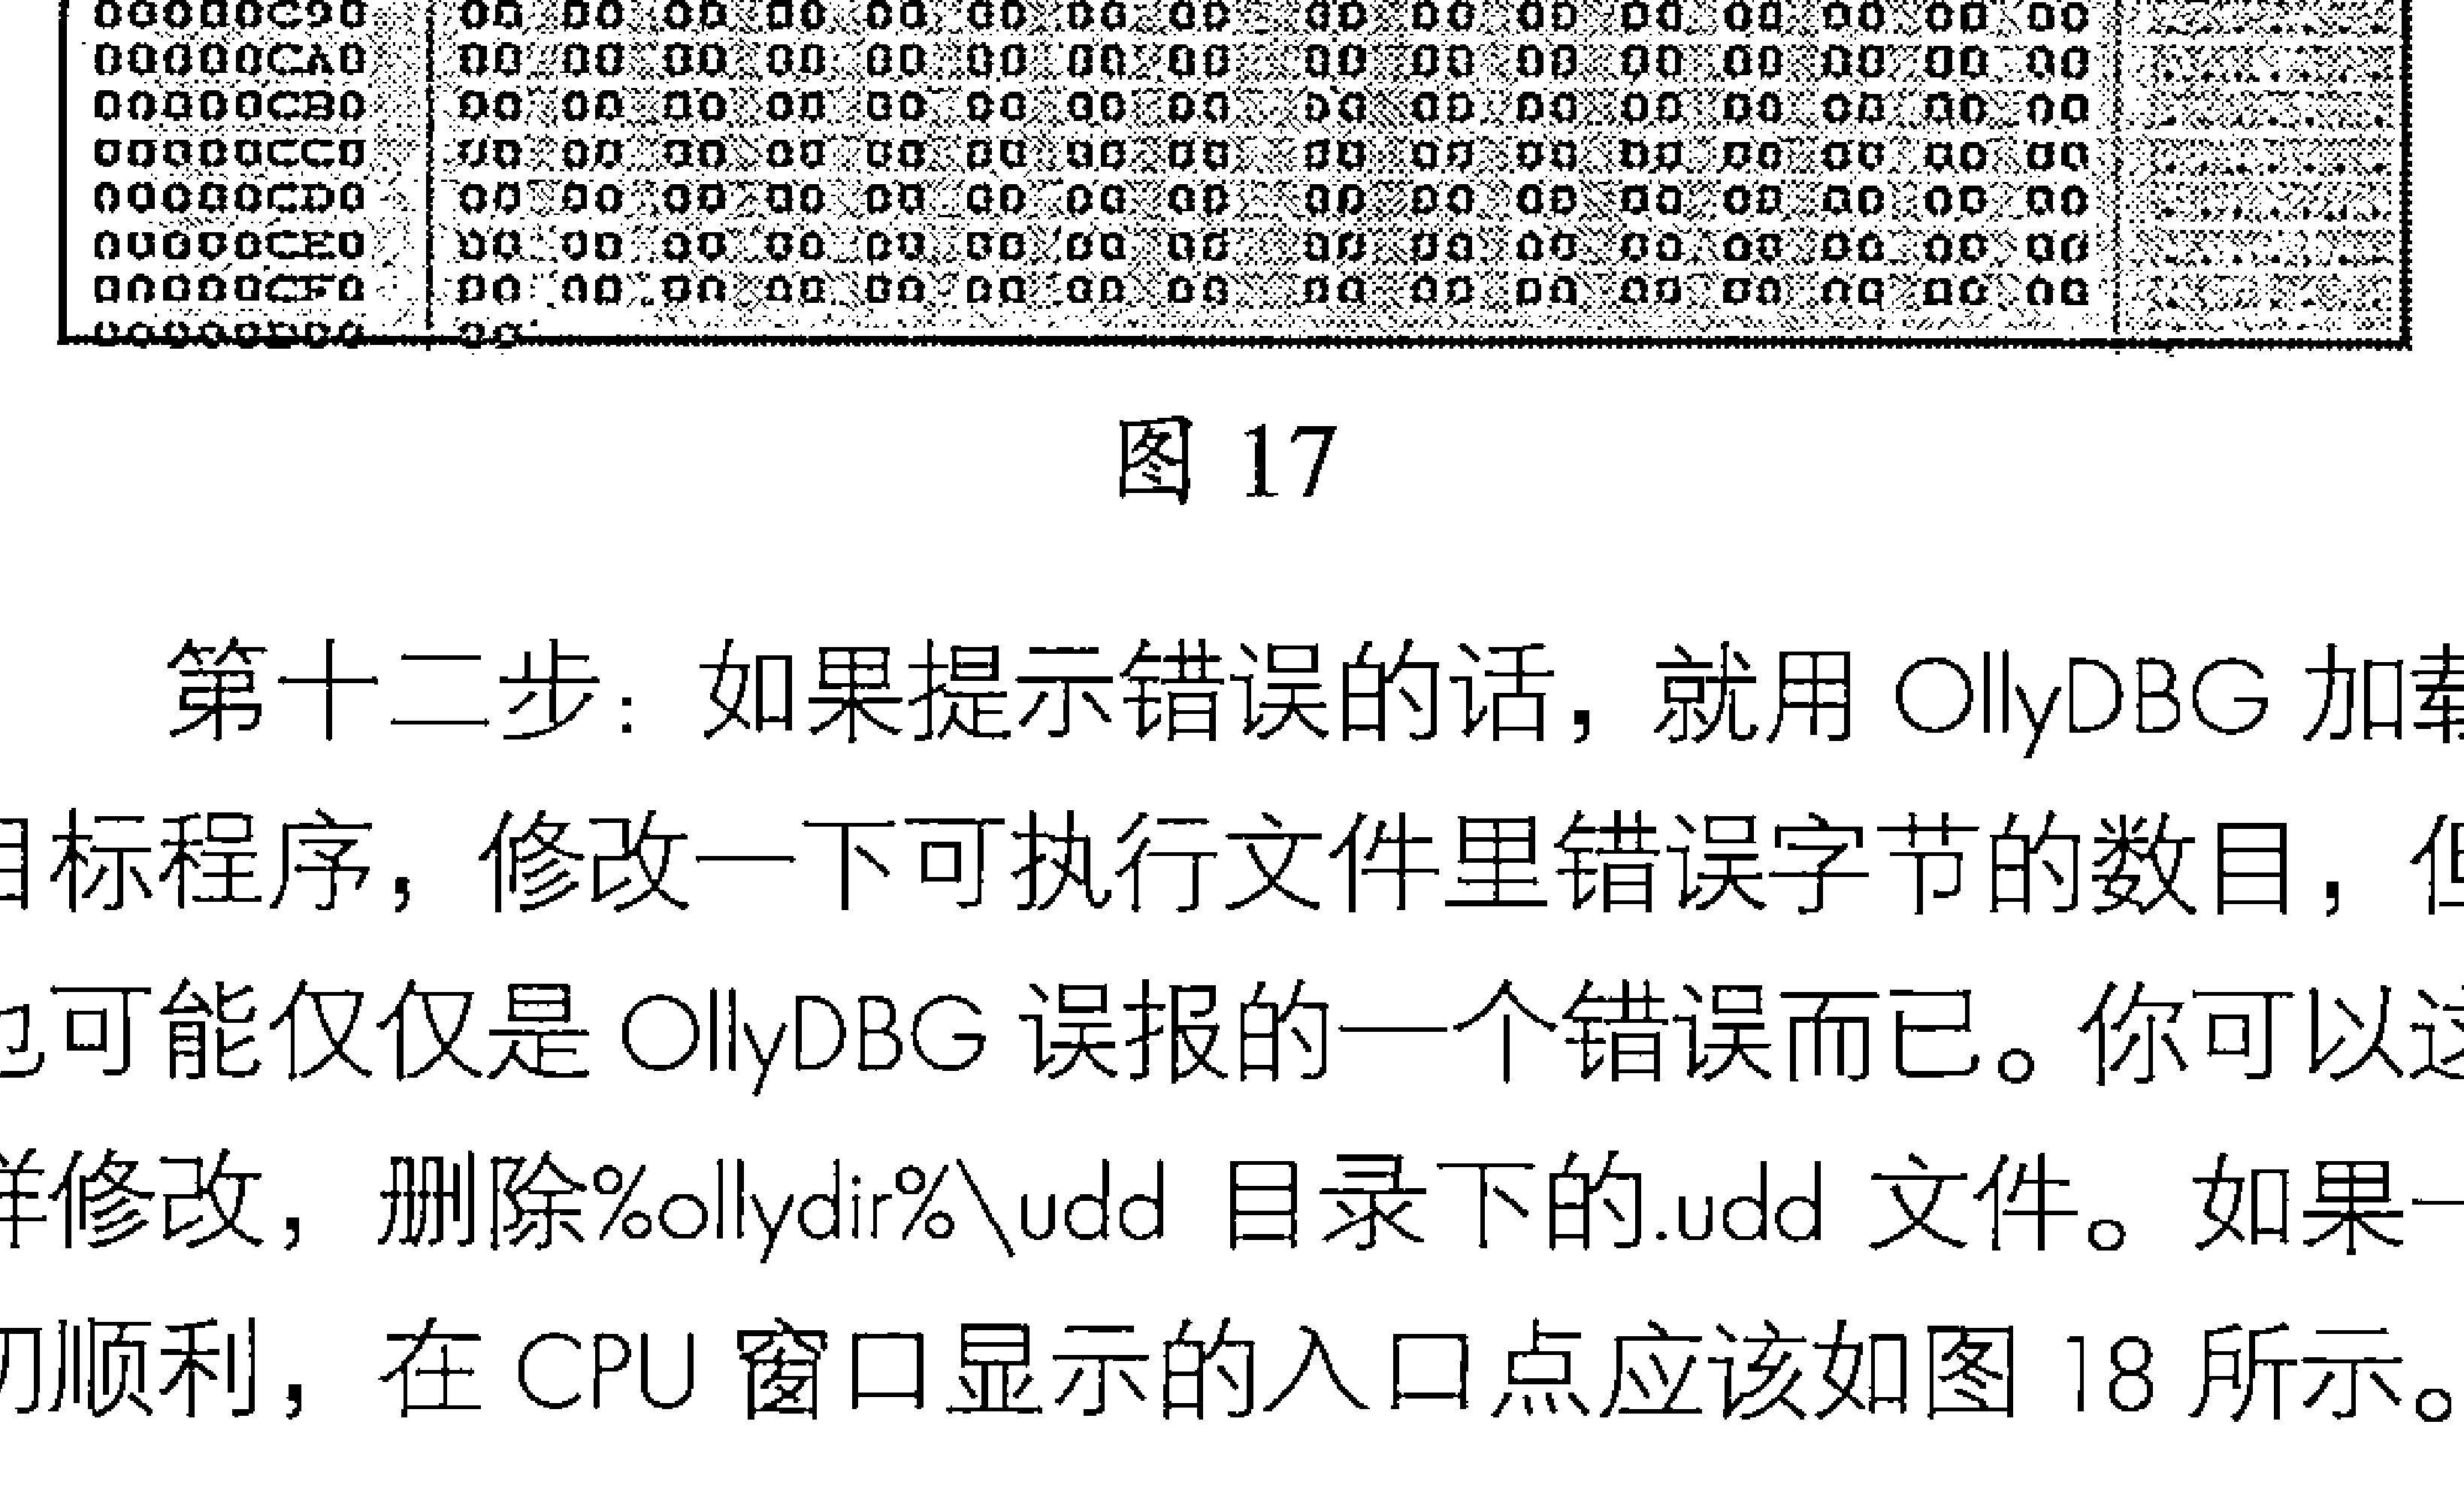 00000C90 00 00 00 00 00 00 00 00 00 00 00 00 00 00 00 00
00000CA0 00 00 00 00 00 00 00 00 00 00 00 00 00 00 00 00
00000CB0 00 00 00 00 00 00 00 00 00 00 00 00 00 00 00 00
00000CC0 00 00 00 00 00 00 00 00 00 00 00 00 00 00 00 00
00000CD0 00 00 00 00 00 00 00 00 00 00 00 00 00 00 00 00
00000CE0 00 00 00 00 00 00 00 00 00 00 00 00 00 00 00 00
00000CF0 00 00 00 00 00 00 00 00 00 00 00 00 00 00 00 00
00000D00 00
图 17
第十二步：如果提示错误的话，就用 OllyDBG 加载
目标程序，修改一下可执行文件里错误字节的数目，但
也可能仅仅是 OllyDBG 误报的一个错误而已。你可以这
样修改，删除%ollydir%\udd 目录下的.udd 文件。如果一
切顺利，在 CPU 窗口显示的入口点应该如图 18 所示。